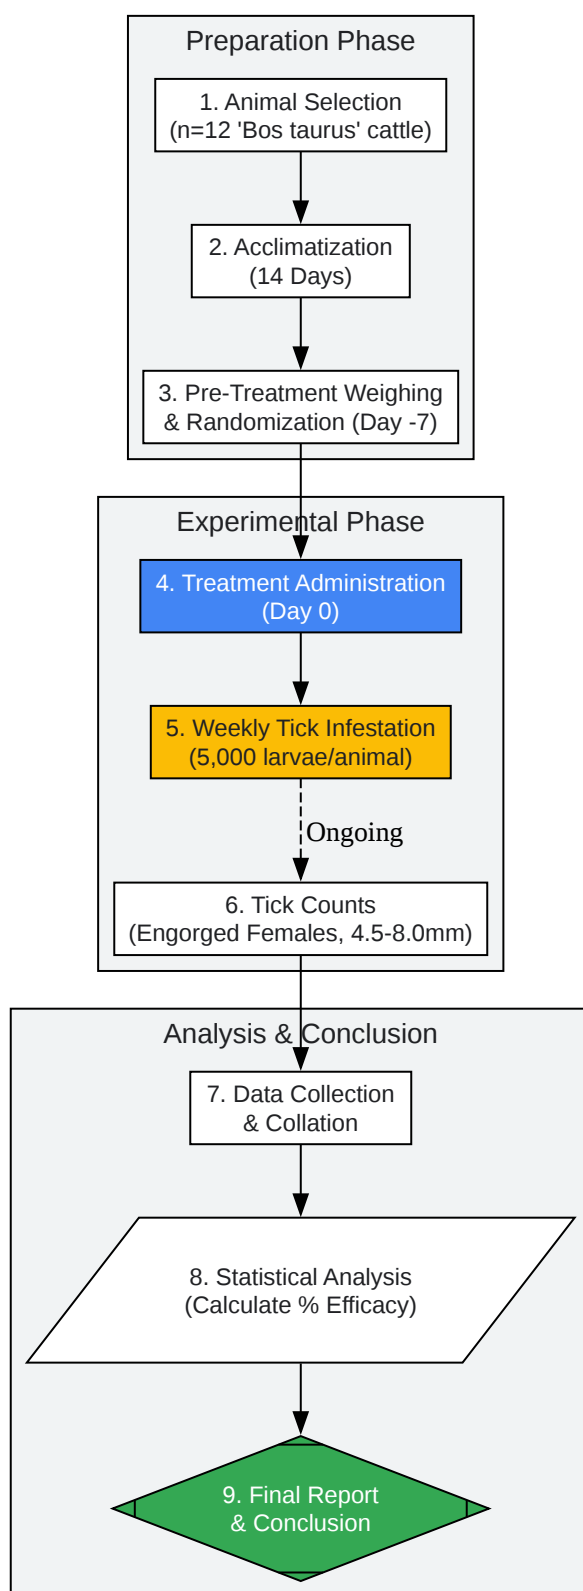 Preparation Phase
1. Animal Selection
(n=12 'Bos taurus' cattle)
2. Acclimatization
(14 Days)
3. Pre-Treatment Weighing
& Randomization (Day -7)
Experimental Phase
4. Treatment Administration
(Day 0)
5. Weekly Tick Infestation
(5,000 larvae/animal)
Ongoing
6. Tick Counts
(Engorged Females, 4.5-8.0mm)
Analysis & Conclusion
7. Data Collection
& Collation
8. Statistical Analysis
(Calculate % Efficacy)
9. Final Report
& Conclusion